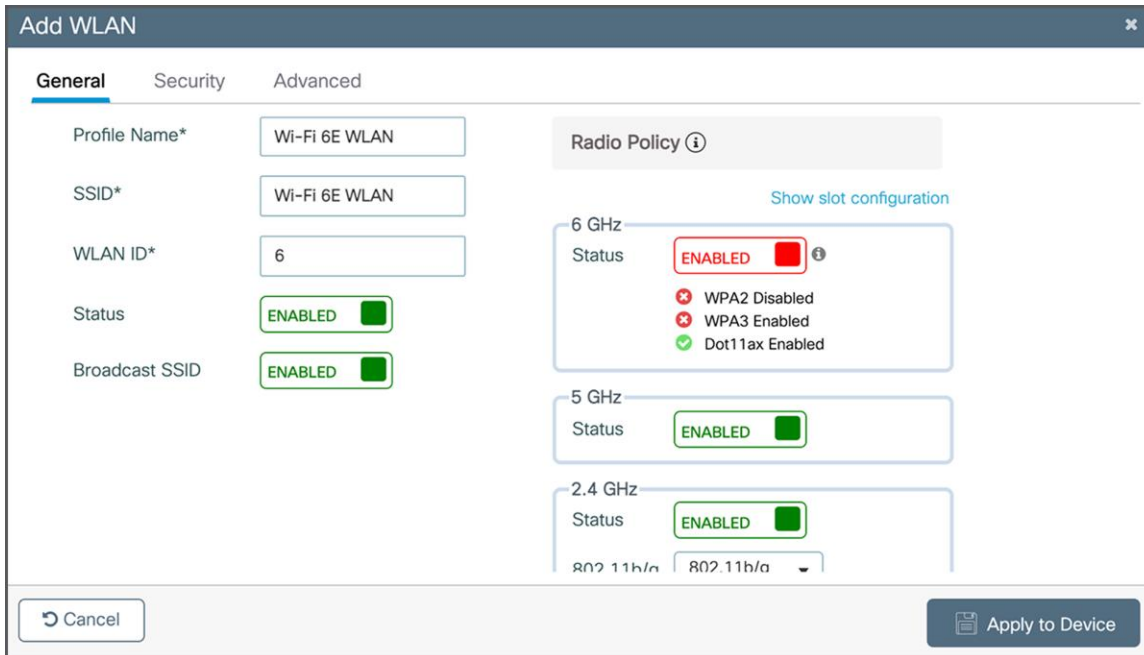 Add WLAN
General Security Advanced
Profile Name* Wi-Fi 6E WLAN
SSID* Wi-Fi 6E WLAN
WLAN ID* 6
Status ENABLED
Broadcast SSID ENABLED
Radio Policy
Show slot configuration
6 GHz
Status ENABLED
WPA2 Disabled
WPA3 Enabled
Dot11ax Enabled
5 GHz
Status ENABLED
2.4 GHz
Status ENABLED
802.11b/g 802.11b/g
Cancel Apply to Device